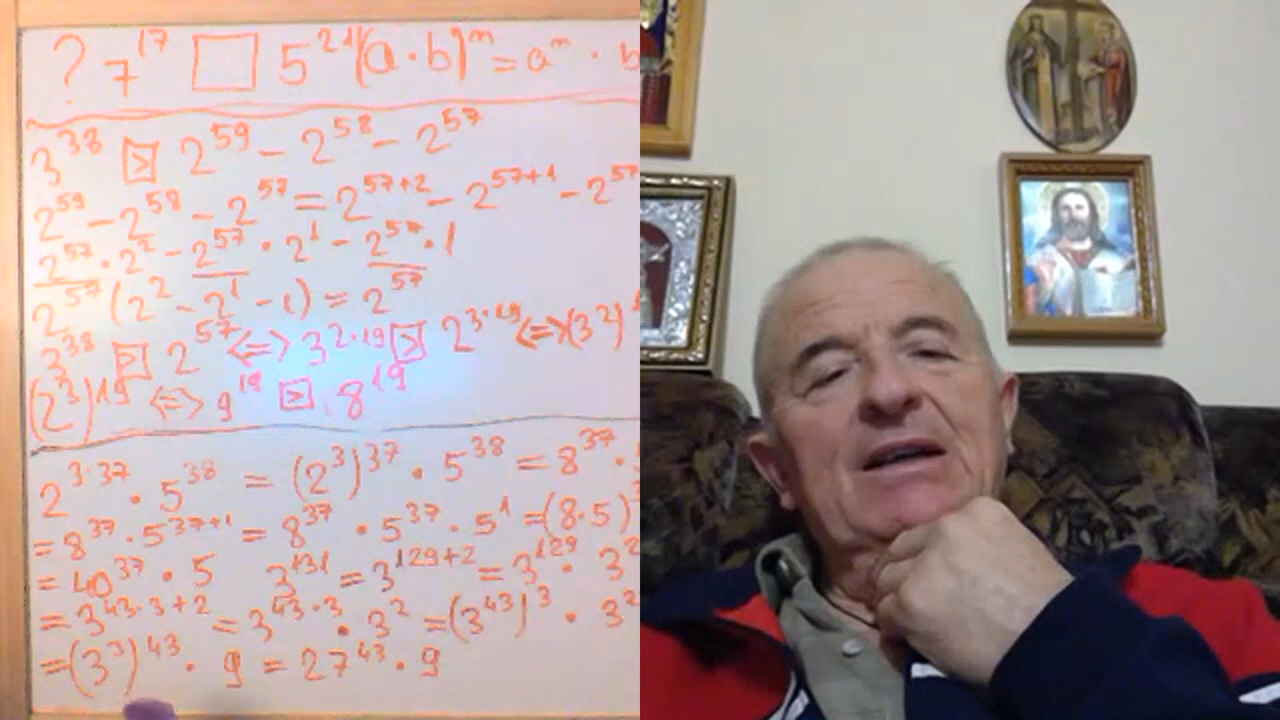 ? 7^17 □ 5^21 (a·b)^n = a^n · b
3^38 > 2^59 - 2^58 - 2^57
2^59 - 2^58 - 2^57 = 2^57+2 - 2^57+1 - 2^57
2^57 · 2^2 - 2^57 · 2^1 - 2^57 · 1
2^57 (2^2 - 2^1 - 1) = 2^57
3^38 > 2^57 <=> 3^2·19 > 2^3·19 <=> (3^2)
(2^3)^19 <=> 9^19 > 8^19
2^3·37 · 5^38 = (2^3)^37 · 5^38 = 8^37 ·
= 8^37 · 5^37+1 = 8^37 · 5^37 · 5^1 = (8·5)
= 40^37 · 5 3^131 = 3^129+2 = 3^129 · 3^2
= 3^43·3+2 = 3^43·3 · 3^2 = (3^43)^3 · 3^2
= (3^3)^43 · 9 = 27^43 · 9